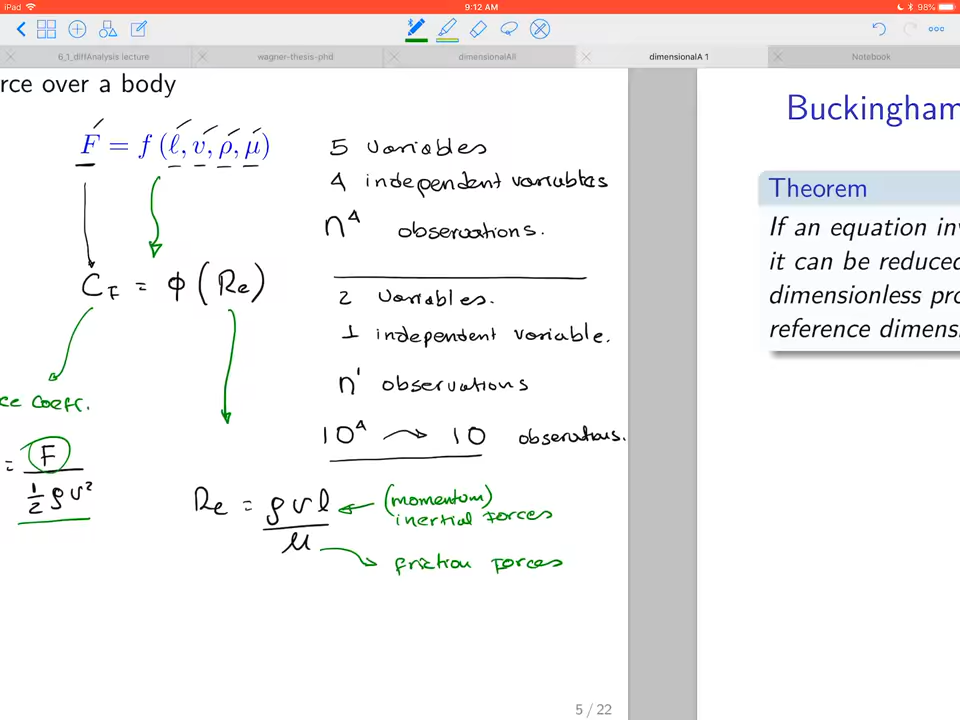 iPad
9:12 AM
98%
6_1_diffAnalysis lecture
wagner-thesis-phd
dimensionalAll
dimensionalA 1
Notebook
rce over a body
F = f (ℓ, v, ρ, μ)
5 variables
4 independent variables
n⁴ observations.
C_F = ϕ (Re)
2 variables.
1 independent variable.
n¹ observations
10⁴ → 10 observations.
ce coeff.
= F / ½ ρ v²
Re = ρ v l / μ
(momentum)
inertial forces
friction forces
5 / 22
Buckingham
Theorem
If an equation inv
it can be reduced
dimensionless pro
reference dimens